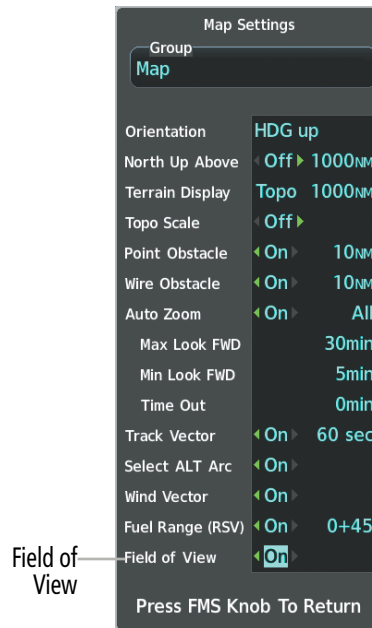 Map Settings
Group
Map
Orientation HDG up
North Up Above Off 1000NM
Terrain Display Topo 1000NM
Topo Scale Off
Point Obstacle On 10NM
Wire Obstacle On 10NM
Auto Zoom On All
Max Look FWD 30min
Min Look FWD 5min
Time Out 0min
Track Vector On 60 sec
Select ALT Arc On
Wind Vector On
Fuel Range (RSV) On 0+45
Field of View On
Field of
View
Press FMS Knob To Return